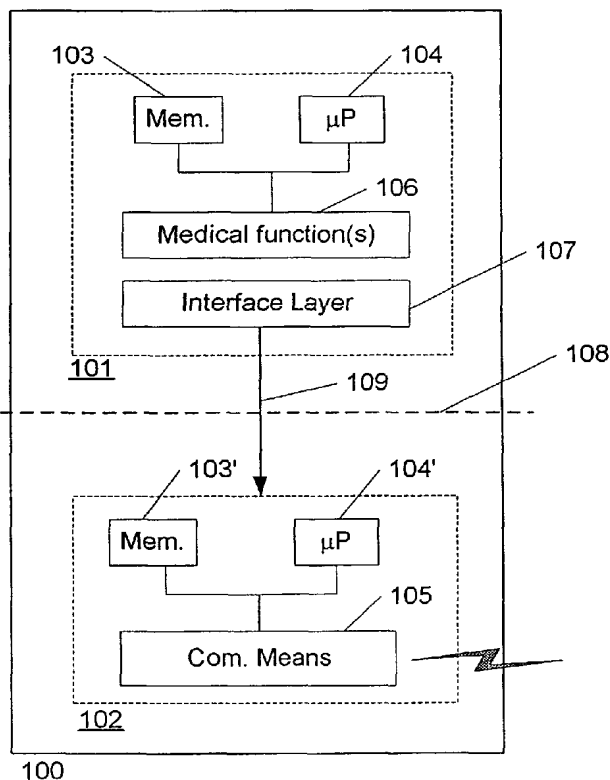 103
104
Mem.
μP
106
Medical function(s)
107
Interface Layer
101
108
109
103'
104'
Mem.
μP
105
Com. Means
102
100